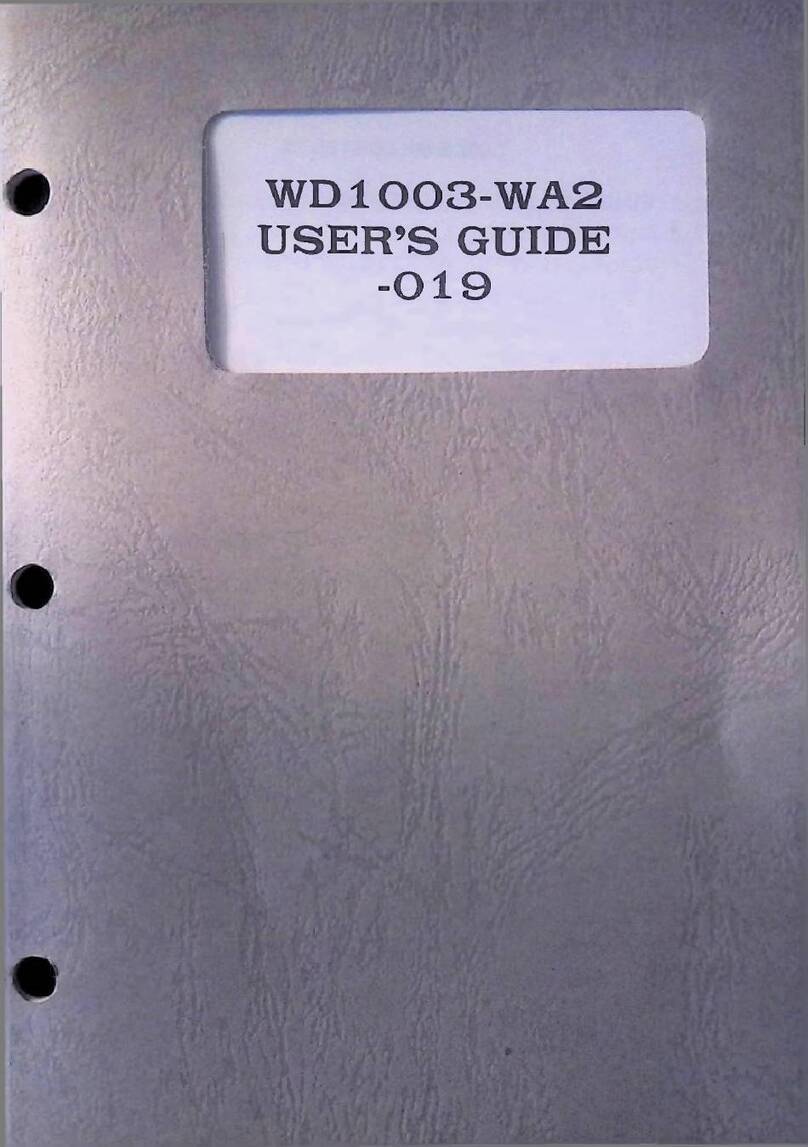 WD1003-WA2
USER'S GUIDE
-019